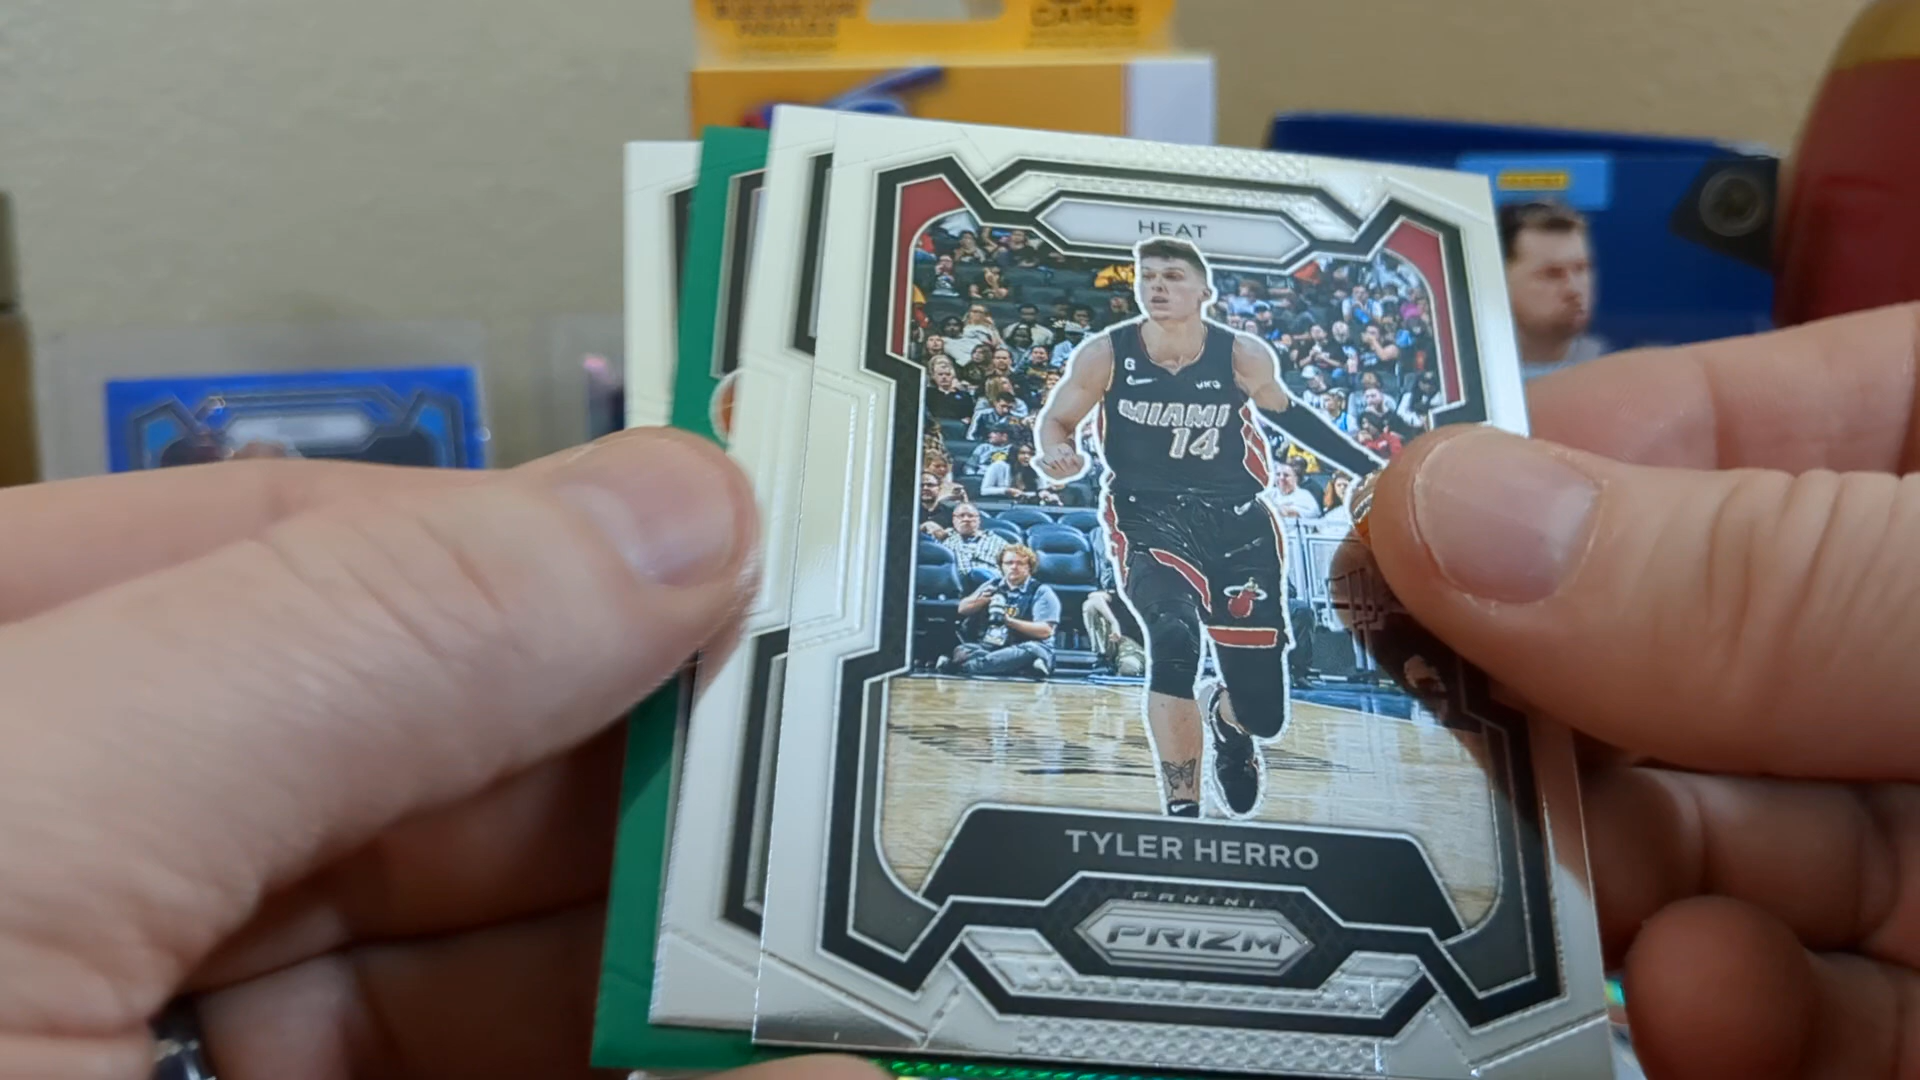 CARDS
HEAT
MIAMI
14
TYLER HERRO
PANINI
PRIZM